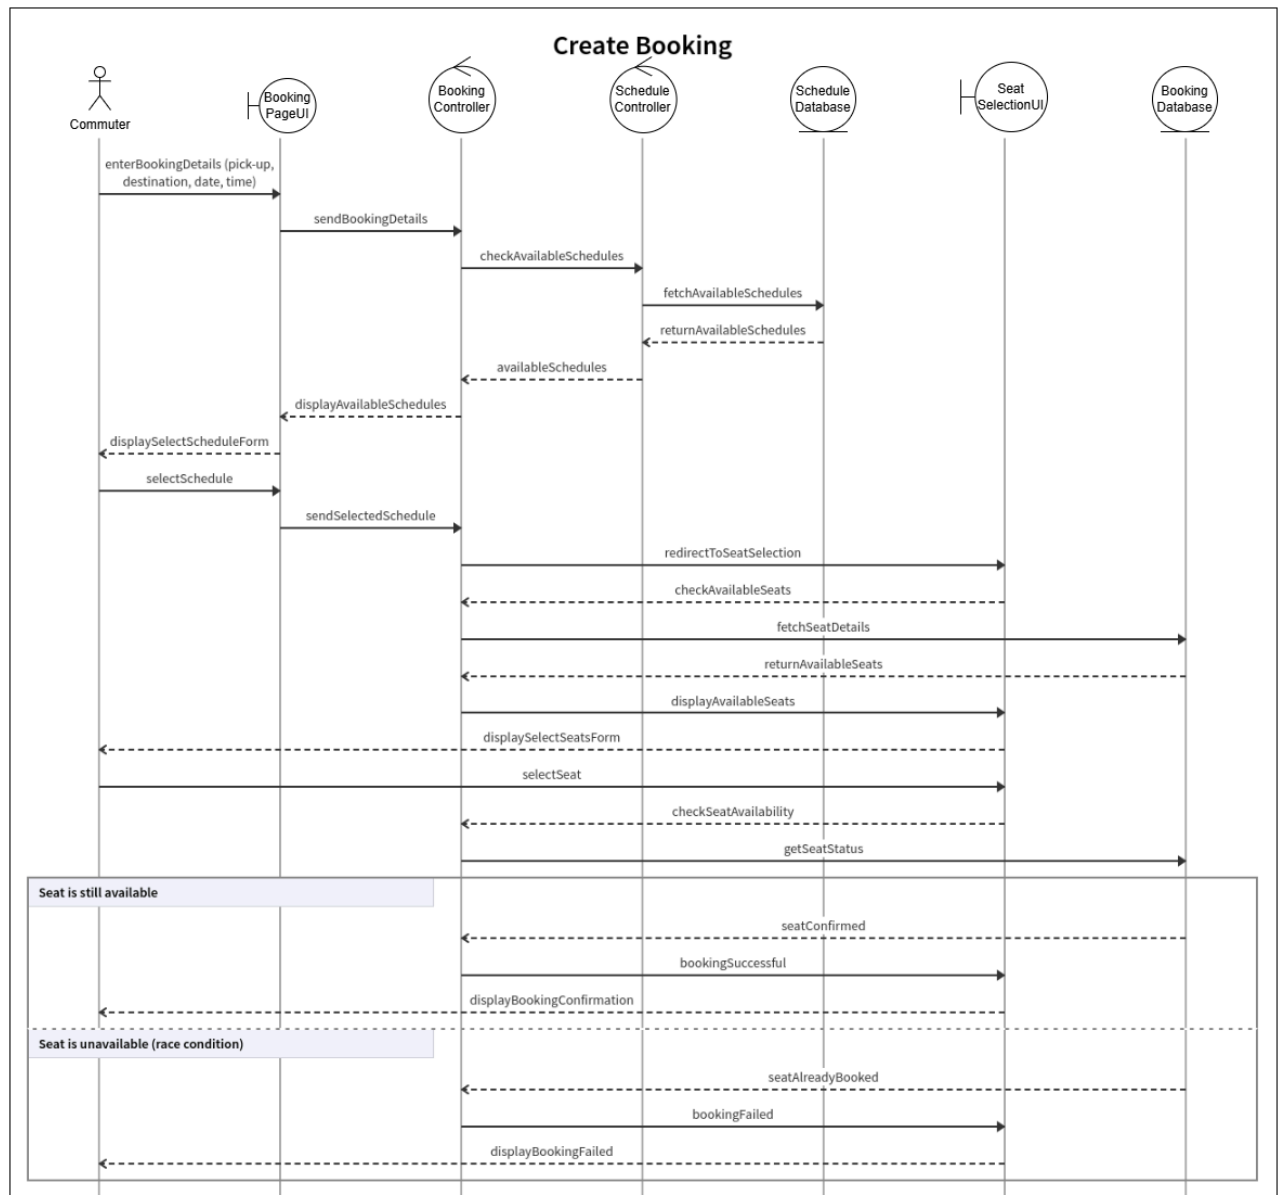 Create Booking
Commuter
Booking
PageUI
Booking
Controller
Schedule
Controller
Schedule
Database
Seat
SelectionUI
Booking
Database
enterBookingDetails (pick-up,
destination, date, time)
sendBookingDetails
checkAvailableSchedules
fetchAvailableSchedules
returnAvailableSchedules
availableSchedules
displayAvailableSchedules
displaySelectScheduleForm
selectSchedule
sendSelectedSchedule
redirectToSeatSelection
checkAvailableSeats
fetchSeatDetails
returnAvailableSeats
displayAvailableSeats
displaySelectSeatsForm
selectSeat
checkSeatAvailability
getSeatStatus
Seat is still available
seatConfirmed
bookingSuccessful
displayBookingConfirmation
Seat is unavailable (race condition)
seatAlreadyBooked
bookingFailed
displayBookingFailed